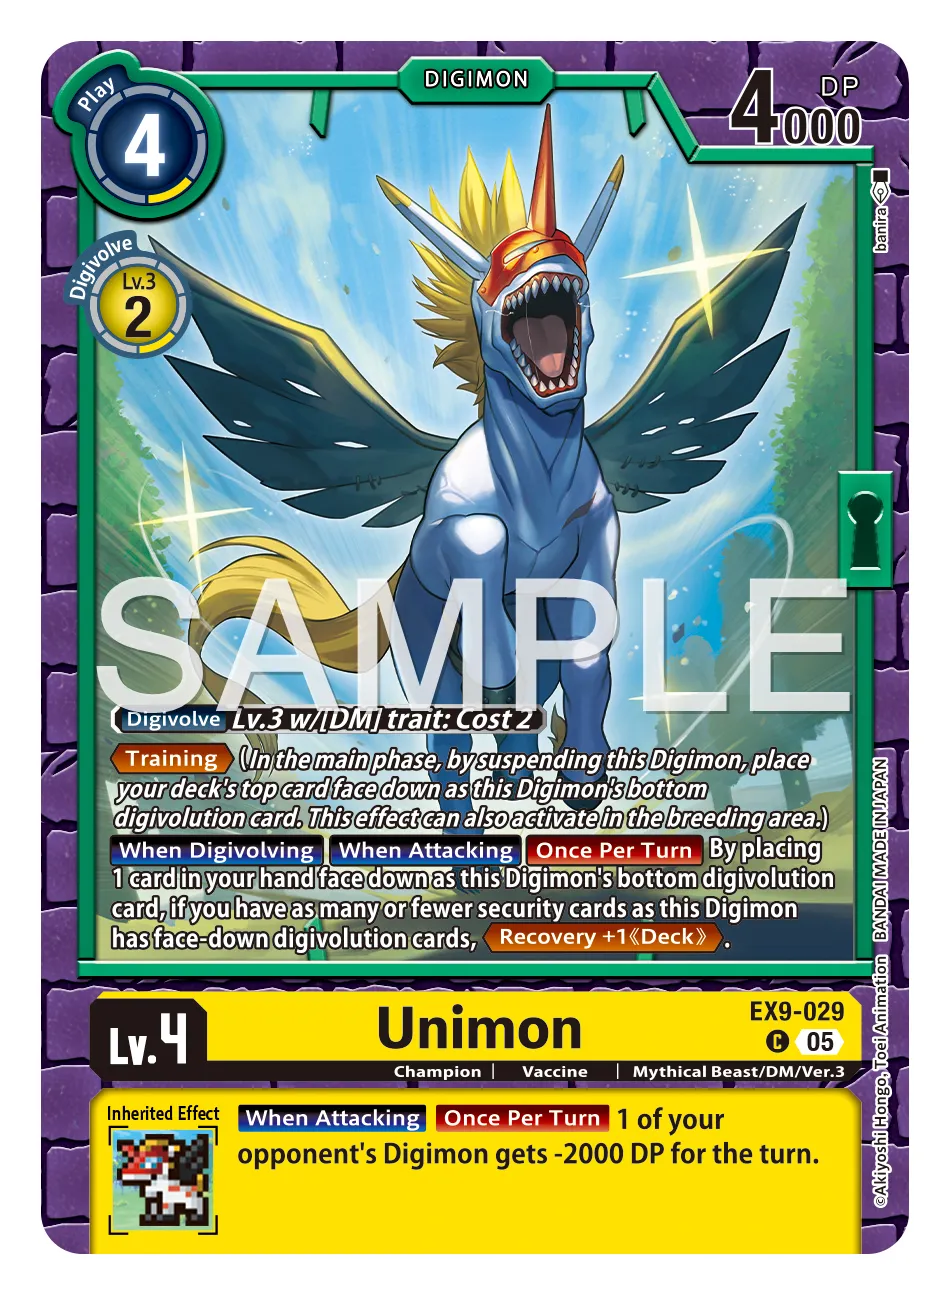 DIGIMON
Play
4
DP
4000
banira
Digivolve
Lv.3
2
SAMPLE
Digivolve Lv.3 w/[DM] trait: Cost 2
Training (In the main phase, by suspending this Digimon, place
your deck's top card face down as this Digimon's bottom
digivolution card. This effect can also activate in the breeding area.)
When Digivolving When Attacking Once Per Turn By placing
1 card in your hand face down as this Digimon's bottom digivolution
card, if you have as many or fewer security cards as this Digimon
has face-down digivolution cards, Recovery +1《Deck》.
Lv.4
Unimon
EX9-029
C 05
Champion | Vaccine | Mythical Beast/DM/Ver.3
Inherited Effect
When Attacking Once Per Turn 1 of your
opponent's Digimon gets -2000 DP for the turn.
©Akiyoshi Hongo, Toei Animation BANDAI MADE IN JAPAN